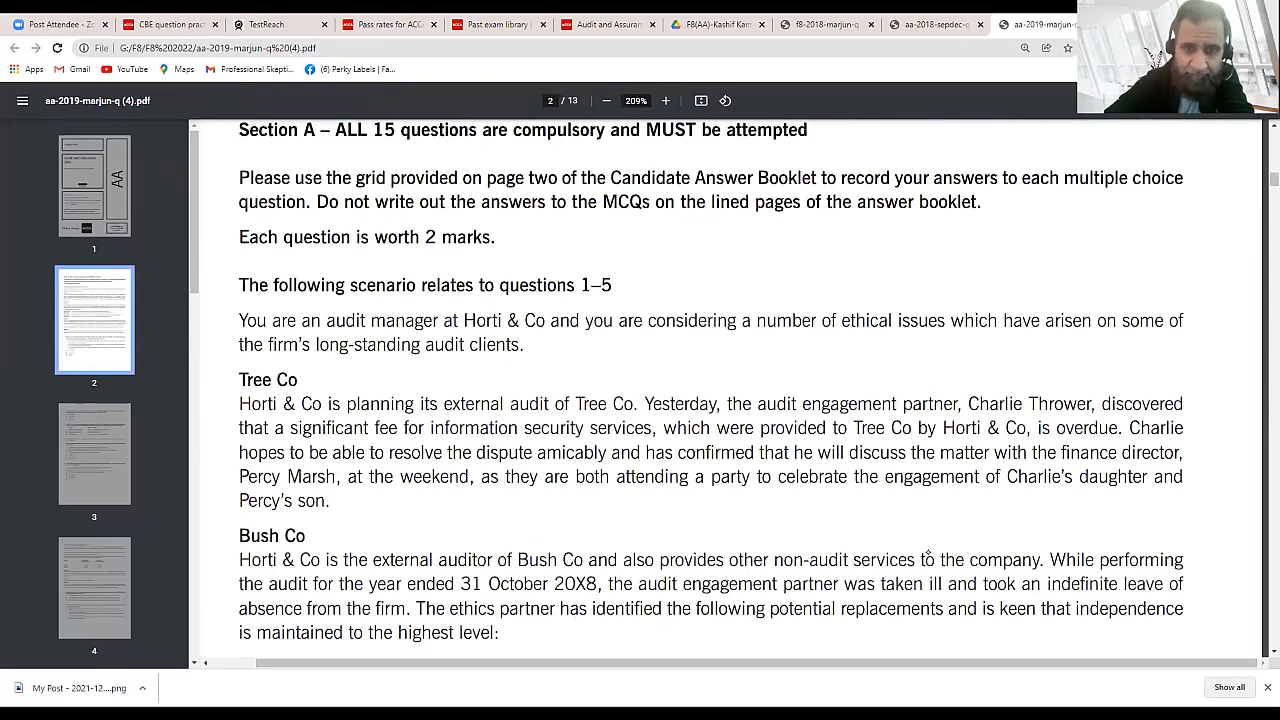 Post Attendee - Zo
CBE question prac
TestReach
Pass rates for ACC
Past exam library |
Audit and Assuran
F8(AA)-Kashif Kam
f8-2018-marjun-q
aa-2018-sepdec-q
aa-2019-marjun-q
File | G:/F8/F8%202022/aa-2019-marjun-q%20(4).pdf
Apps
Gmail
YouTube
Maps
Professional Skepti...
(6) Perky Labels | Fa...
aa-2019-marjun-q (4).pdf
2 / 13
209%
Section A – ALL 15 questions are compulsory and MUST be attempted
Please use the grid provided on page two of the Candidate Answer Booklet to record your answers to each multiple choice
question. Do not write out the answers to the MCQs on the lined pages of the answer booklet.
Each question is worth 2 marks.
The following scenario relates to questions 1–5
You are an audit manager at Horti & Co and you are considering a number of ethical issues which have arisen on some of
the firm's long-standing audit clients.
Tree Co
Horti & Co is planning its external audit of Tree Co. Yesterday, the audit engagement partner, Charlie Thrower, discovered
that a significant fee for information security services, which were provided to Tree Co by Horti & Co, is overdue. Charlie
hopes to be able to resolve the dispute amicably and has confirmed that he will discuss the matter with the finance director,
Percy Marsh, at the weekend, as they are both attending a party to celebrate the engagement of Charlie's daughter and
Percy's son.
Bush Co
Horti & Co is the external auditor of Bush Co and also provides other non-audit services to the company. While performing
the audit for the year ended 31 October 20X8, the audit engagement partner was taken ill and took an indefinite leave of
absence from the firm. The ethics partner has identified the following potential replacements and is keen that independence
is maintained to the highest level:
AA
1
2
3
4
My Post - 2021-12....png
Show all